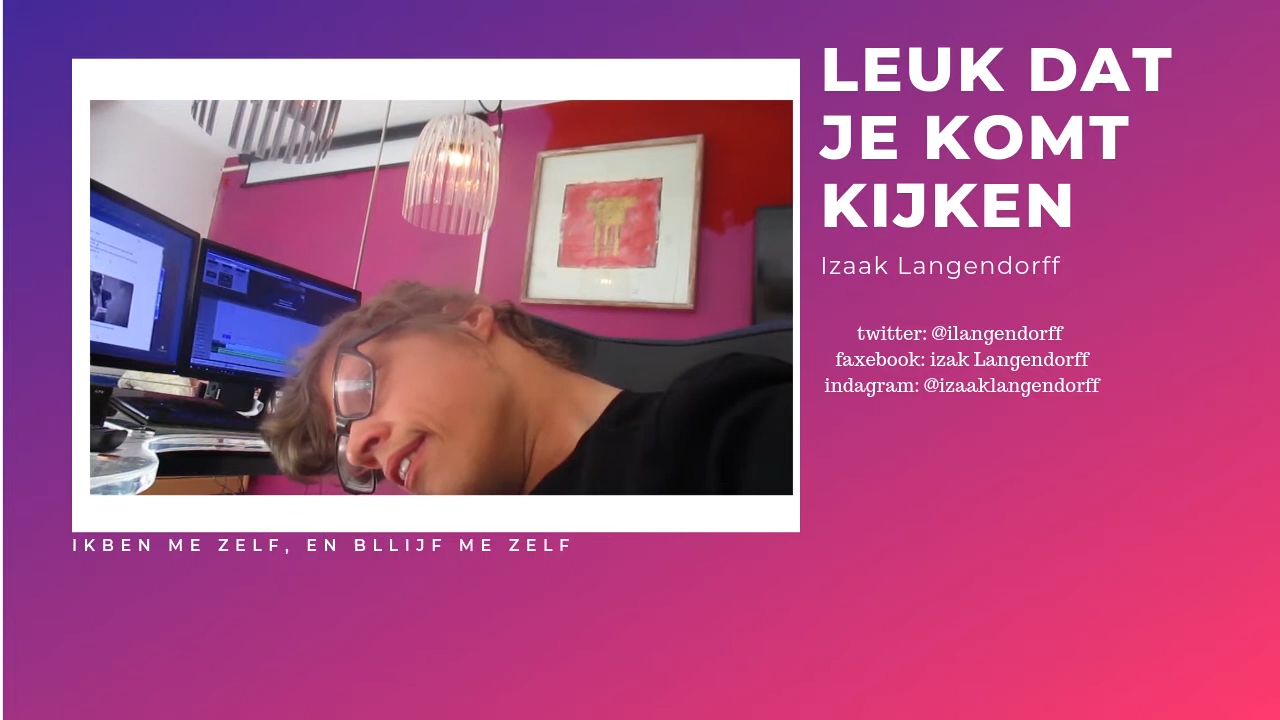 LEUK DAT
JE KOMT
KIJKEN
Izaak Langendorff
twitter: @ilangendorff
faxebook: izak Langendorff
indagram: @izaaklangendorff
IKBEN ME ZELF, EN BLLIJF ME ZELF